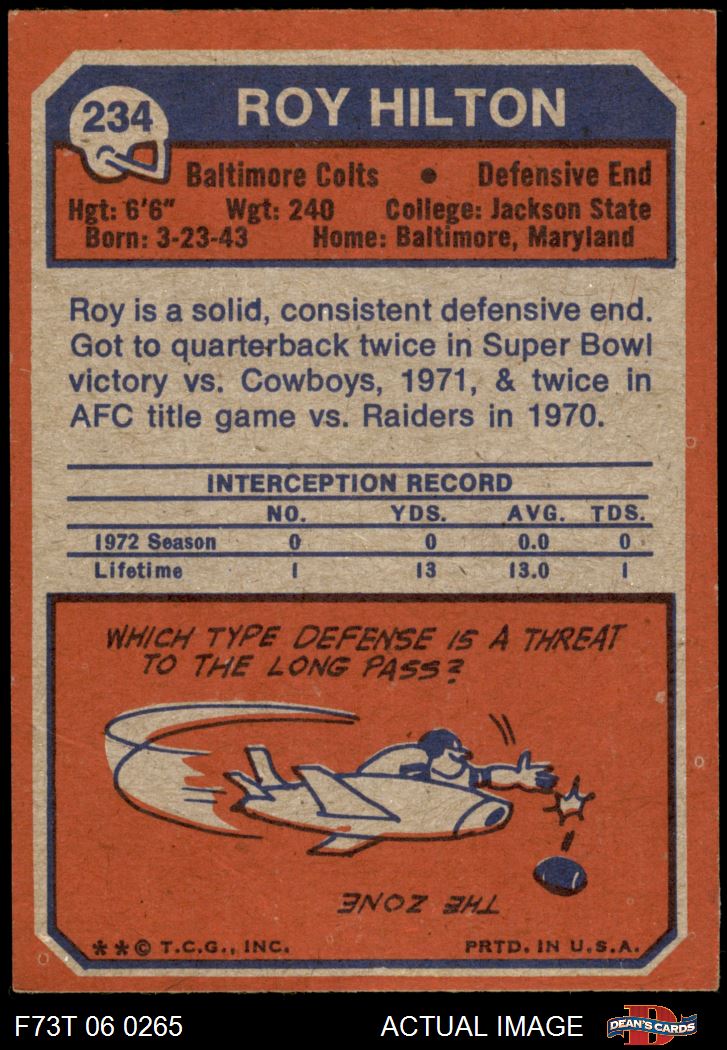 234
ROY HILTON
Baltimore Colts • Defensive End
Hgt: 6'6" Wgt: 240 College: Jackson State
Born: 3-23-43 Home: Baltimore, Maryland
Roy is a solid, consistent defensive end.
Got to quarterback twice in Super Bowl
victory vs. Cowboys, 1971, & twice in
AFC title game vs. Raiders in 1970.
INTERCEPTION RECORD
NO. YDS. AVG. TDS.
1972 Season 0 0 0.0 0
Lifetime 1 13 13.0 1
WHICH TYPE DEFENSE IS A THREAT
TO THE LONG PASS?
THE ZONE
**© T.C.G., INC. PRTD. IN U.S.A.
F73T 06 0265 ACTUAL IMAGE DEAN'S CARDS